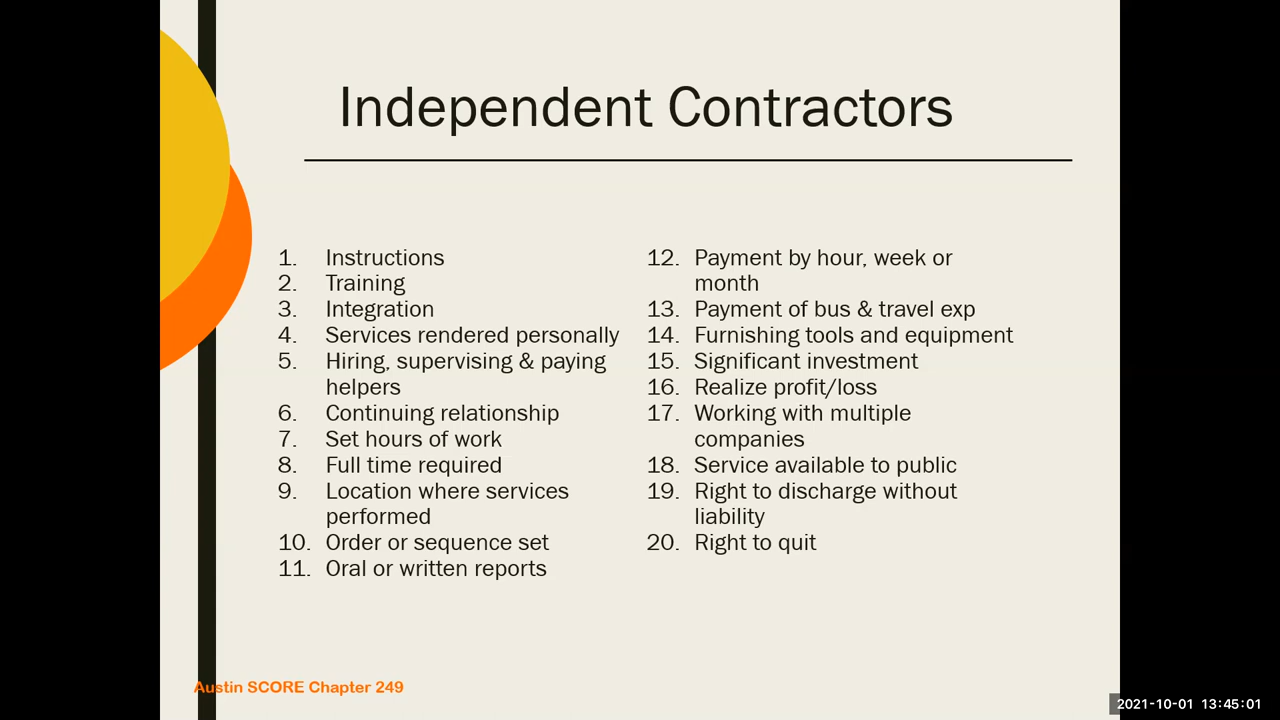 Independent Contractors
1. Instructions
2. Training
3. Integration
4. Services rendered personally
5. Hiring, supervising & paying
helpers
6. Continuing relationship
7. Set hours of work
8. Full time required
9. Location where services
performed
10. Order or sequence set
11. Oral or written reports
12. Payment by hour, week or
month
13. Payment of bus & travel exp
14. Furnishing tools and equipment
15. Significant investment
16. Realize profit/loss
17. Working with multiple
companies
18. Service available to public
19. Right to discharge without
liability
20. Right to quit
Austin SCORE Chapter 249
2021-10-01 13:45:01